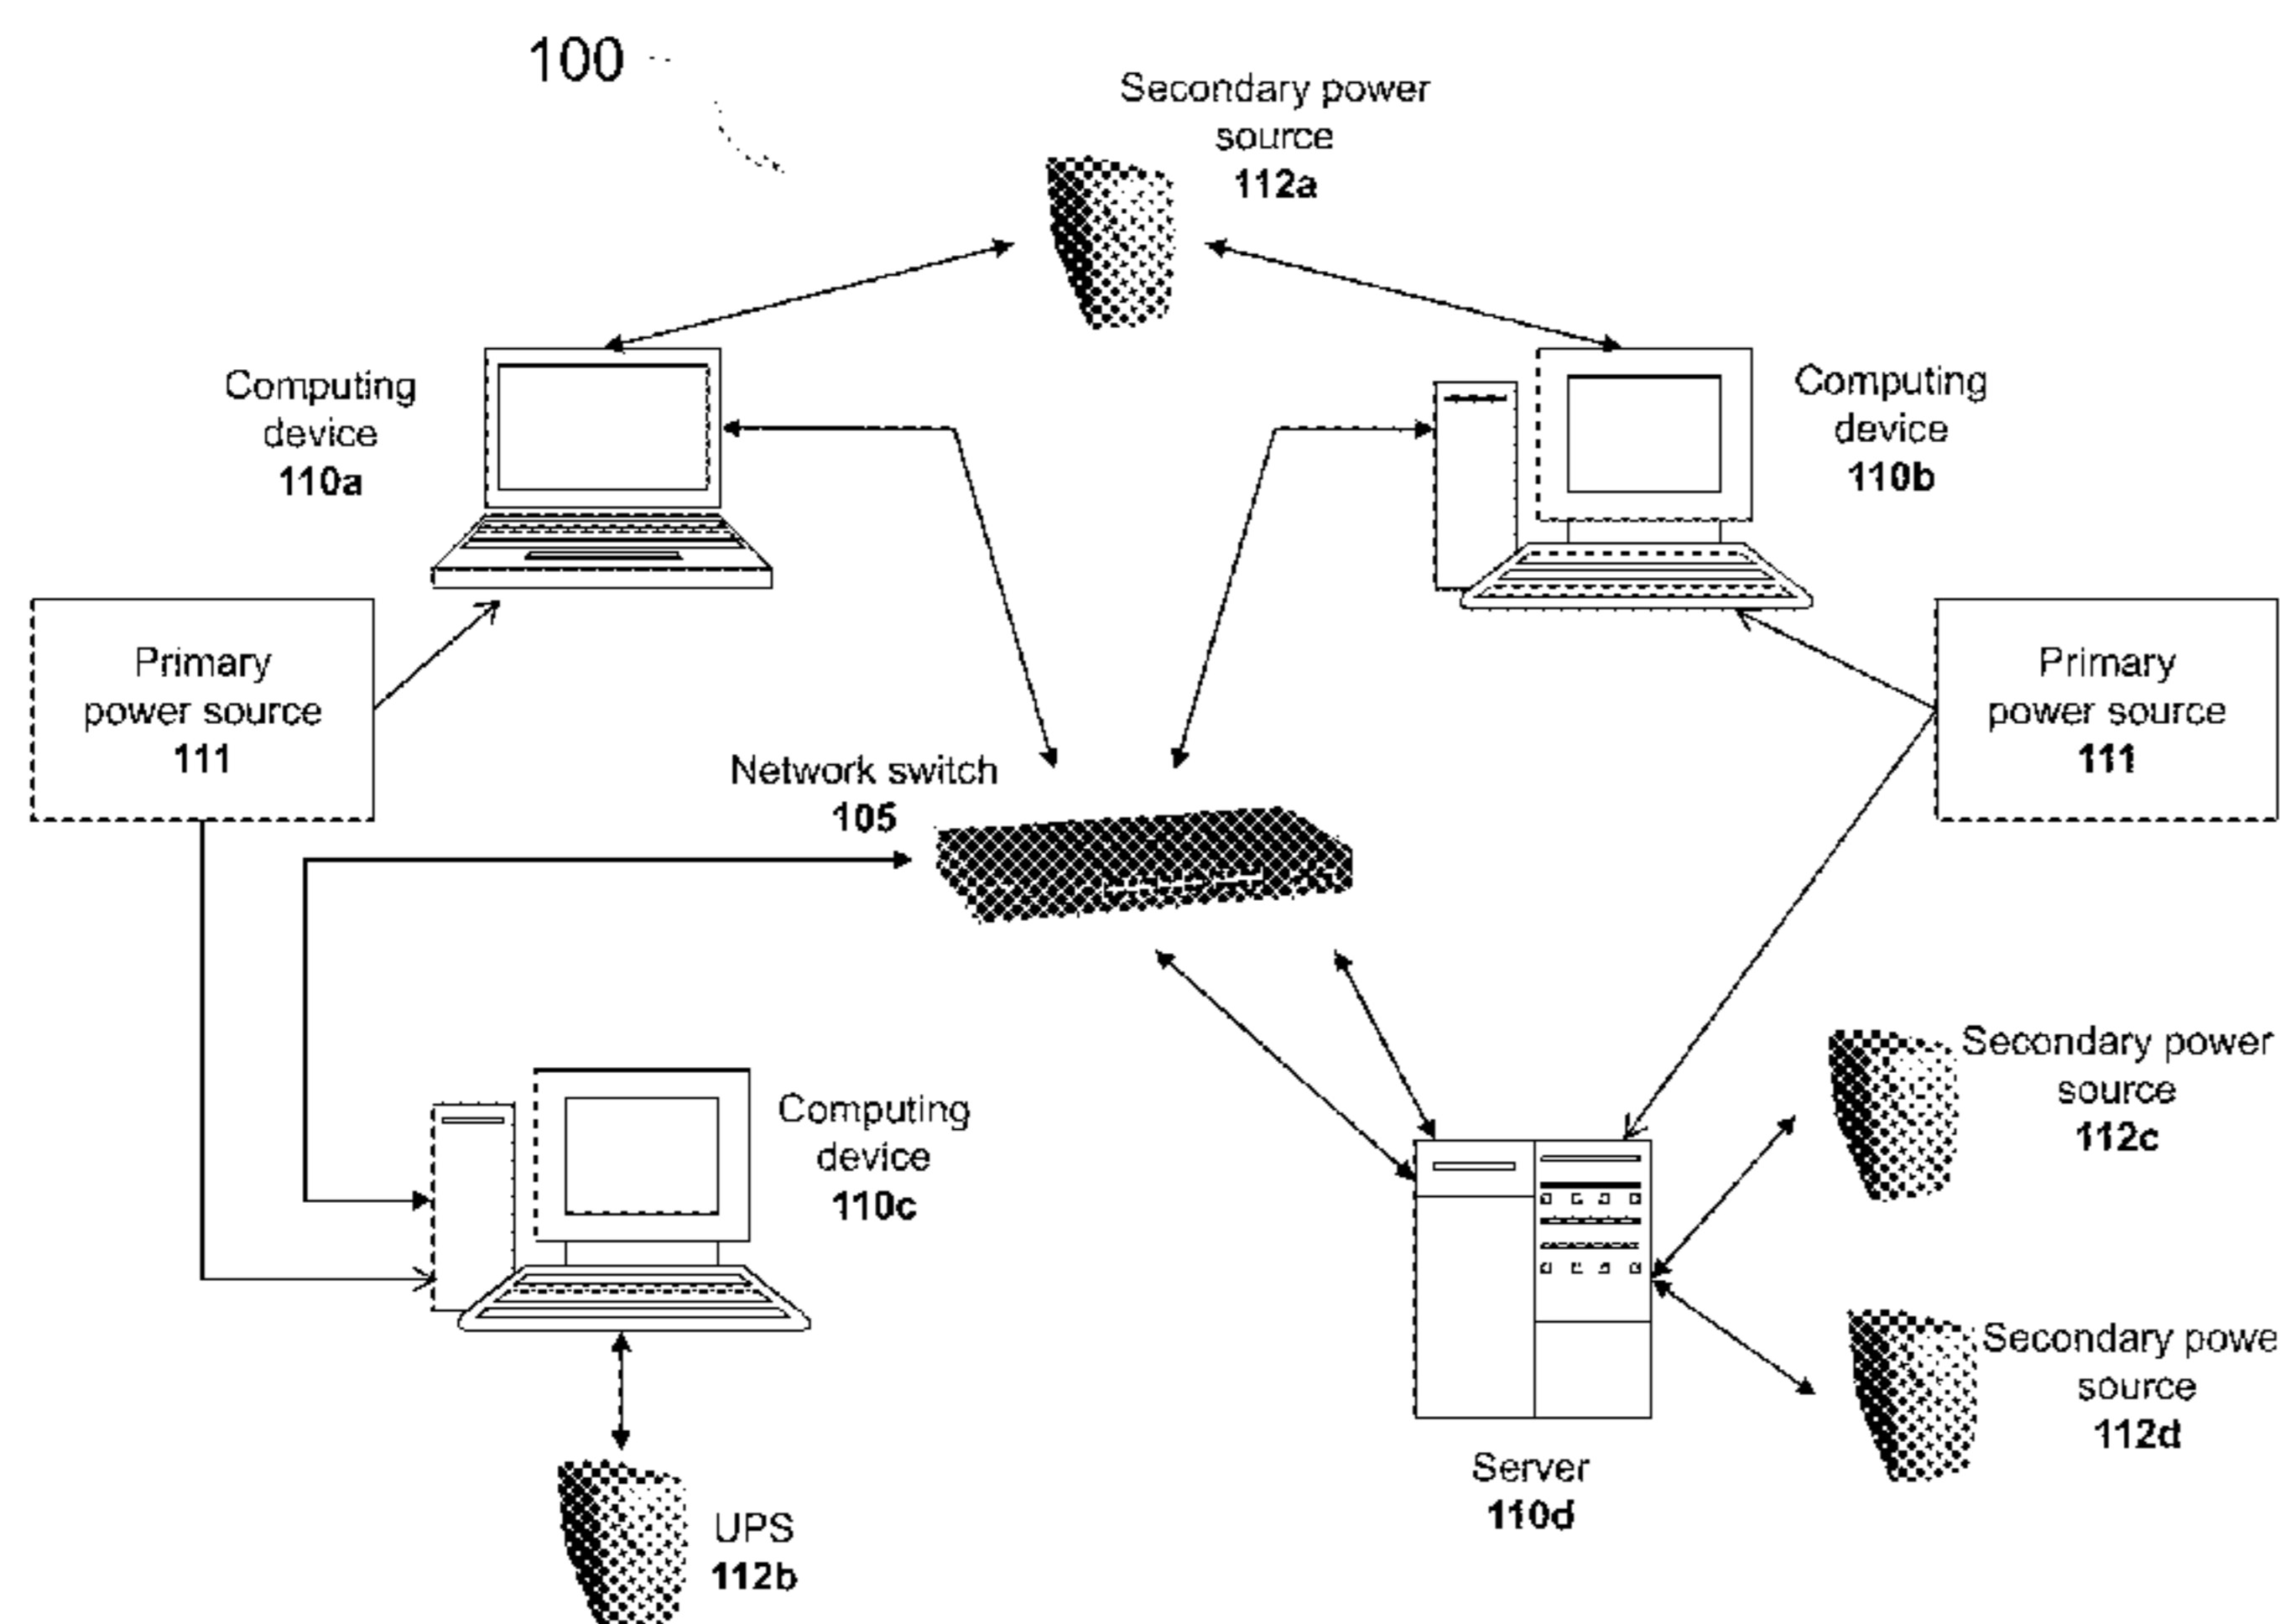 100
Secondary power
source
112a
Computing
device
110a
Computing
device
110b
Primary
power source
111
Primary
power source
111
Network switch
105
Computing
device
110c
Secondary power
source
112c
Secondary powe
source
112d
Server
110d
UPS
112b